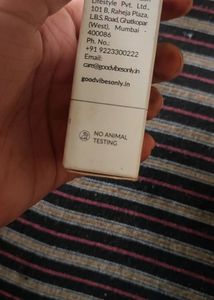 Lifestyle Pvt. Ltd.,
101 B, Raheja Plaza,
L.B.S. Road, Ghatkopar
(West), Mumbai -
400086
Ph. No.:
+91 9223300222
Email:
care@goodvibesonly.in
goodvibesonly.in
NO ANIMAL
TESTING